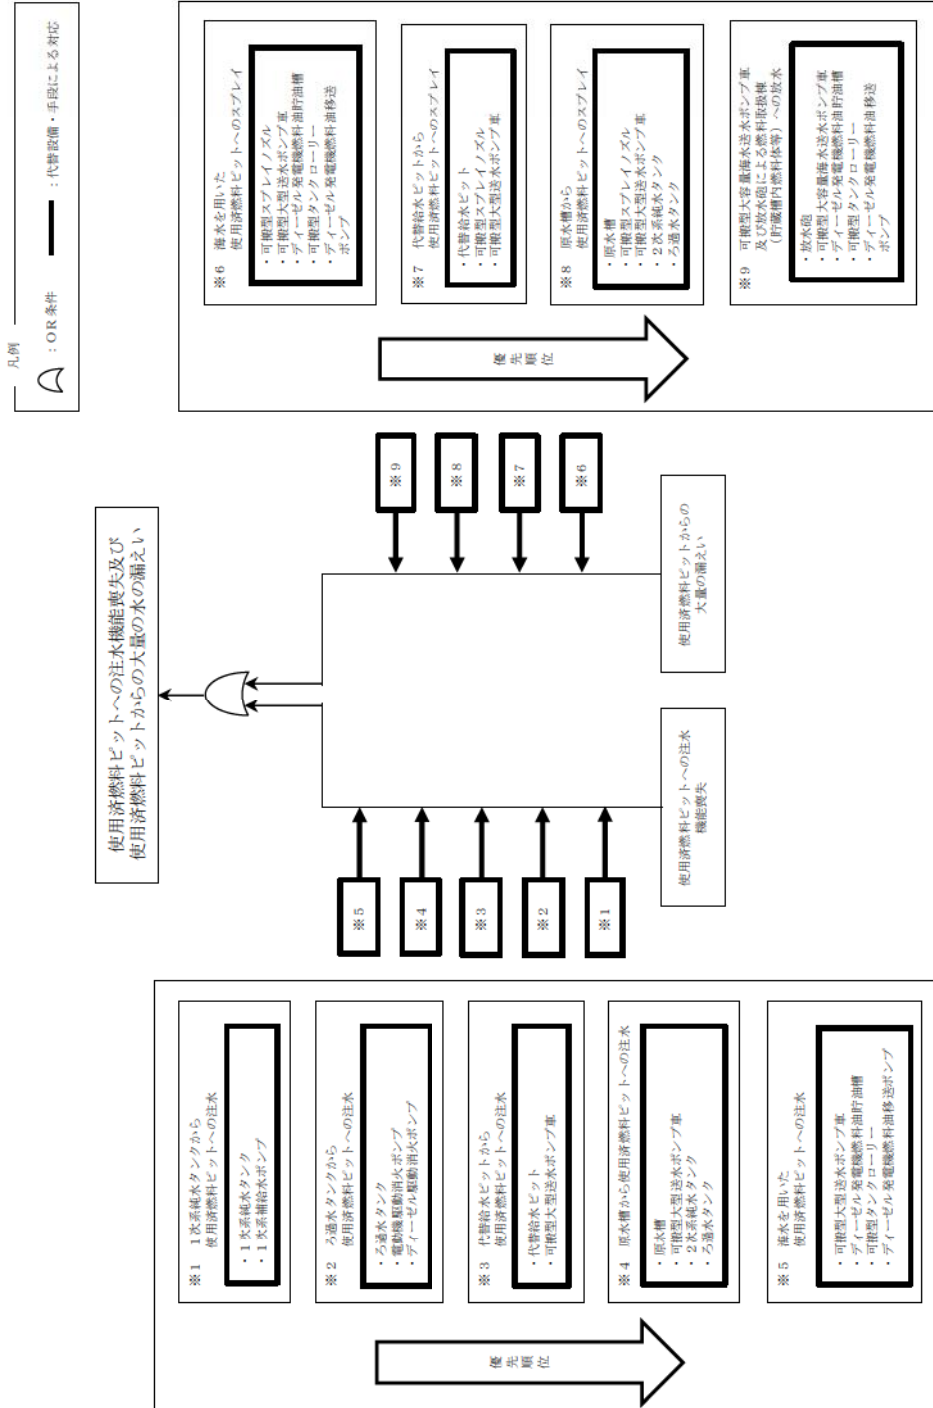 使用済燃料ピットへの注水機能喪失及び
使用済燃料ピットからの大量の水の漏えい
※5
※4
※3
※2
※1
※9
※8
※7
※6
使用済燃料ピットへの注水
機能喪失
使用済燃料ピットからの
大量の漏えい
※1 1次系純水タンクから
使用済燃料ピットへの注水
・1次系純水タンク
・1次系補給水ポンプ
※2 ろ過水タンクから
使用済燃料ピットへの注水
・ろ過水タンク
・電動機駆動消火ポンプ
・ディーゼル駆動消火ポンプ
※3 代替給水ピットから
使用済燃料ピットへの注水
・代替給水ピット
・可搬型大型送水ポンプ車
※4 原水槽から使用済燃料ピットへの注水
・原水槽
・可搬型大型送水ポンプ車
・2次系純水タンク
・ろ過水タンク
※5 海水を用いた
使用済燃料ピットへの注水
・可搬型大型送水ポンプ車
・ディーゼル発電機燃料油貯油槽
・可搬型タンクローリー
・ディーゼル発電機燃料油移送ポンプ
優先
順位
凡例
：OR条件
：代替設備・手段による対応
※6 海水を用いた
使用済燃料ピットへのスプレイ
・可搬型スプレイノズル
・可搬型大型送水ポンプ車
・ディーゼル発電機燃料油貯油槽
・可搬型タンクローリー
・ディーゼル発電機燃料油移送
ポンプ
※7 代替給水ピットから
使用済燃料ピットへのスプレイ
・代替給水ピット
・可搬型スプレイノズル
・可搬型大型送水ポンプ車
※8 原水槽から
使用済燃料ピットへのスプレイ
・原水槽
・可搬型スプレイノズル
・可搬型大型送水ポンプ車
・2次系純水タンク
・ろ過水タンク
※9 可搬型大容量海水送水ポンプ車
及び放水砲による燃料取扱棟
（貯蔵槽内燃料体等）への放水
・放水砲
・可搬型大容量海水送水ポンプ車
・ディーゼル発電機燃料油貯油槽
・可搬型タンクローリー
・ディーゼル発電機燃料油移送
ポンプ
優先
順位